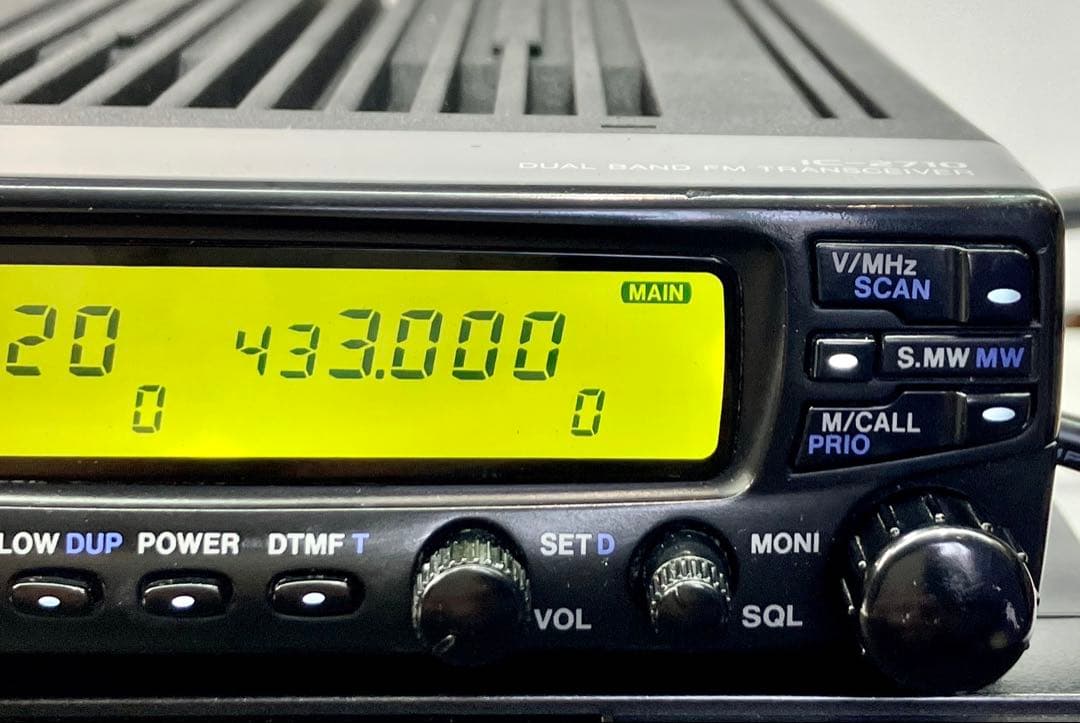 IC-2710
DUAL BAND FM TRANSCEIVER
MAIN
20 433.000
0 0
V/MHz
SCAN
S.MW MW
M/CALL
PRIO
LOW DUP POWER DTMF T SET D MONI
VOL SQL